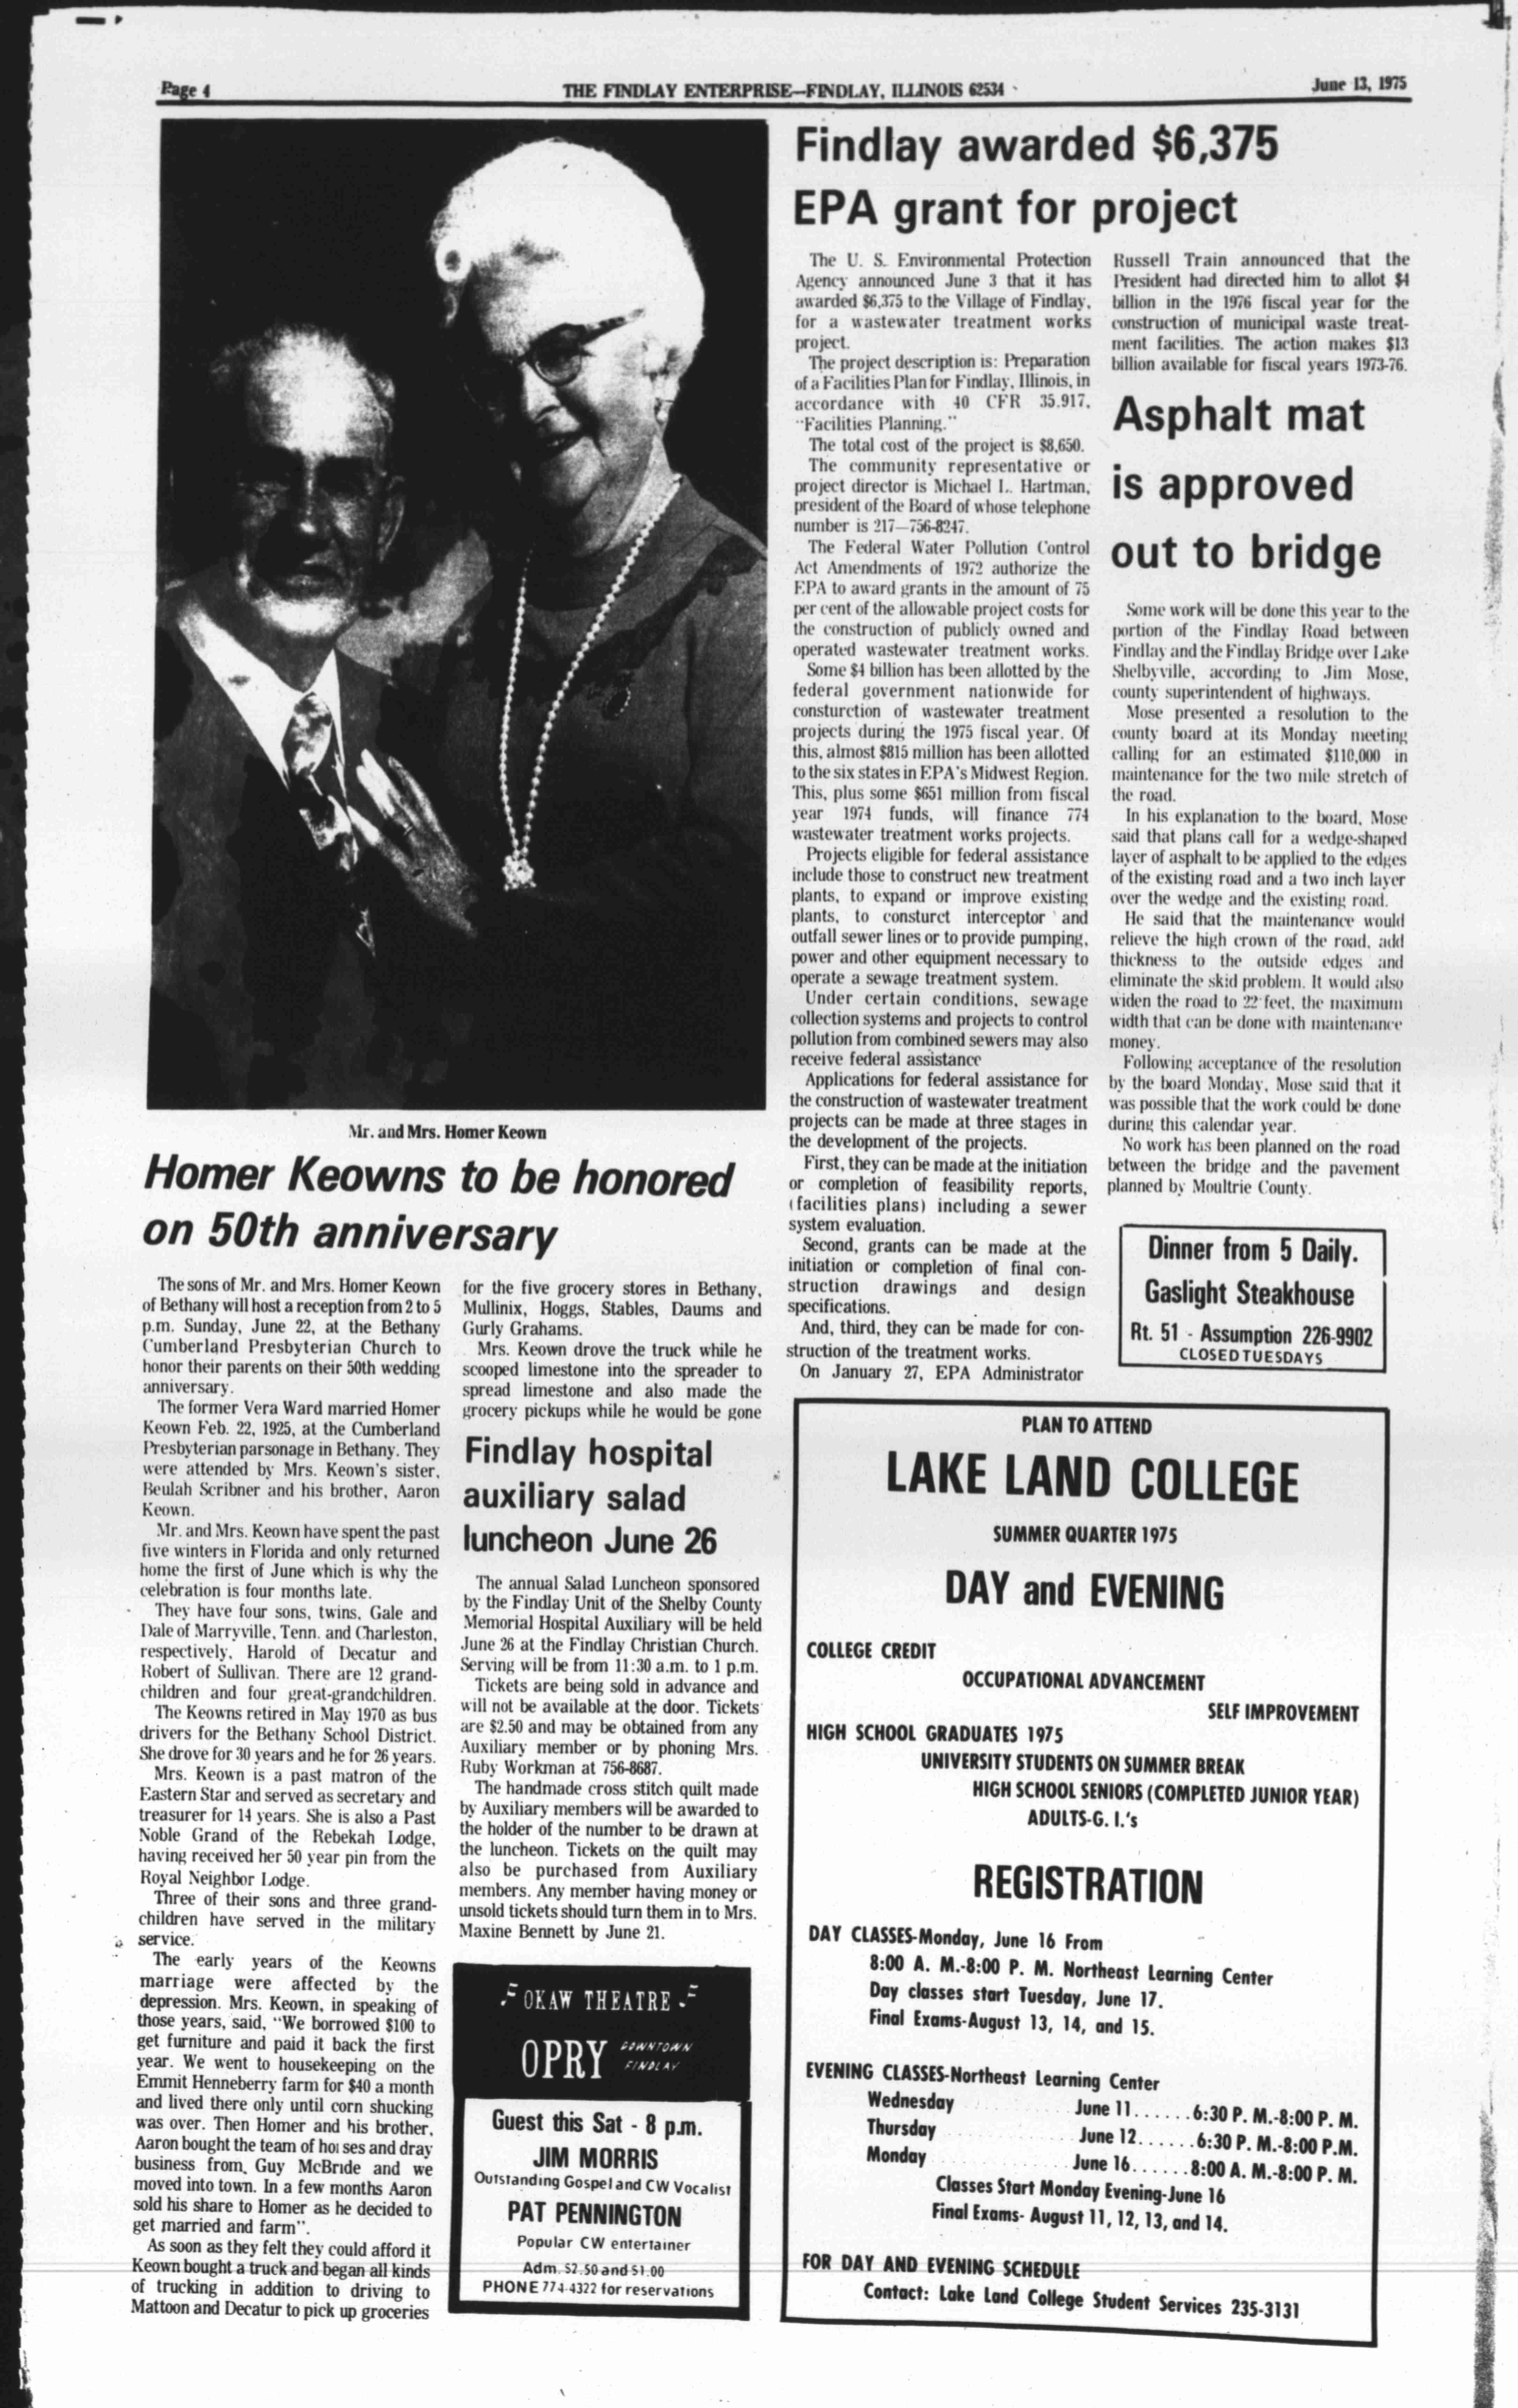 Page 4
THE FINDLAY ENTERPRISE—FINDLAY, ILLINOIS 62534
June 13, 1975
Mr. and Mrs. Homer Keown
Homer Keowns to be honored
on 50th anniversary
The sons of Mr. and Mrs. Homer Keown
of Bethany will host a reception from 2 to 5
p.m. Sunday, June 22, at the Bethany
Cumberland Presbyterian Church to
honor their parents on their 50th wedding
anniversary.
The former Vera Ward married Homer
Keown Feb. 22, 1925, at the Cumberland
Presbyterian parsonage in Bethany. They
were attended by Mrs. Keown's sister,
Beulah Scribner and his brother, Aaron
Keown.
Mr. and Mrs. Keown have spent the past
five winters in Florida and only returned
home the first of June which is why the
celebration is four months late.
They have four sons, twins, Gale and
Dale of Marryville, Tenn. and Charleston,
respectively, Harold of Decatur and
Robert of Sullivan. There are 12 grand-
children and four great-grandchildren.
The Keowns retired in May 1970 as bus
drivers for the Bethany School District.
She drove for 30 years and he for 26 years.
Mrs. Keown is a past matron of the
Eastern Star and served as secretary and
treasurer for 14 years. She is also a Past
Noble Grand of the Rebekah Lodge,
having received her 50 year pin from the
Royal Neighbor Lodge.
Three of their sons and three grand-
children have served in the military
service.
The early years of the Keowns
marriage were affected by the
depression. Mrs. Keown, in speaking of
those years, said, "We borrowed $100 to
get furniture and paid it back the first
year. We went to housekeeping on the
Emmit Henneberry farm for $40 a month
and lived there only until corn shucking
was over. Then Homer and his brother,
Aaron bought the team of horses and dray
business from, Guy McBride and we
moved into town. In a few months Aaron
sold his share to Homer as he decided to
get married and farm".
As soon as they felt they could afford it
Keown bought a truck and began all kinds
of trucking in addition to driving to
Mattoon and Decatur to pick up groceries
for the five grocery stores in Bethany,
Mullinix, Hoggs, Stables, Daums and
Gurly Grahams.
Mrs. Keown drove the truck while he
scooped limestone into the spreader to
spread limestone and also made the
grocery pickups while he would be gone
Findlay hospital
auxiliary salad
luncheon June 26
The annual Salad Luncheon sponsored
by the Findlay Unit of the Shelby County
Memorial Hospital Auxiliary will be held
June 26 at the Findlay Christian Church.
Serving will be from 11:30 a.m. to 1 p.m.
Tickets are being sold in advance and
will not be available at the door. Tickets
are $2.50 and may be obtained from any
Auxiliary member or by phoning Mrs.
Ruby Workman at 756-8687.
The handmade cross stitch quilt made
by Auxiliary members will be awarded to
the holder of the number to be drawn at
the luncheon. Tickets on the quilt may
also be purchased from Auxiliary
members. Any member having money or
unsold tickets should turn them in to Mrs.
Maxine Bennett by June 21.
OKAW THEATRE
OPRY DOWNTOWN
FINDLAY
Guest this Sat - 8 p.m.
JIM MORRIS
Outstanding Gospel and CW Vocalist
PAT PENNINGTON
Popular CW entertainer
Adm. $2.50 and $1.00
PHONE 774-4322 for reservations
Findlay awarded $6,375
EPA grant for project
The U. S. Environmental Protection
Agency announced June 3 that it has
awarded $6,375 to the Village of Findlay,
for a wastewater treatment works
project.
The project description is: Preparation
of a Facilities Plan for Findlay, Illinois, in
accordance with 40 CFR 35.917,
"Facilities Planning."
The total cost of the project is $8,650.
The community representative or
project director is Michael L. Hartman,
president of the Board of whose telephone
number is 217—756-8247.
The Federal Water Pollution Control
Act Amendments of 1972 authorize the
EPA to award grants in the amount of 75
per cent of the allowable project costs for
the construction of publicly owned and
operated wastewater treatment works.
Some $4 billion has been allotted by the
federal government nationwide for
consturction of wastewater treatment
projects during the 1975 fiscal year. Of
this, almost $815 million has been allotted
to the six states in EPA's Midwest Region.
This, plus some $651 million from fiscal
year 1974 funds, will finance 774
wastewater treatment works projects.
Projects eligible for federal assistance
include those to construct new treatment
plants, to expand or improve existing
plants, to consturct interceptor and
outfall sewer lines or to provide pumping,
power and other equipment necessary to
operate a sewage treatment system.
Under certain conditions, sewage
collection systems and projects to control
pollution from combined sewers may also
receive federal assistance
Applications for federal assistance for
the construction of wastewater treatment
projects can be made at three stages in
the development of the projects.
First, they can be made at the initiation
or completion of feasibility reports,
(facilities plans) including a sewer
system evaluation.
Second, grants can be made at the
initiation or completion of final con-
struction drawings and design
specifications.
And, third, they can be made for con-
struction of the treatment works.
On January 27, EPA Administrator
Russell Train announced that the
President had directed him to allot $4
billion in the 1976 fiscal year for the
construction of municipal waste treat-
ment facilities. The action makes $13
billion available for fiscal years 1973-76.
Asphalt mat
is approved
out to bridge
Some work will be done this year to the
portion of the Findlay Road between
Findlay and the Findlay Bridge over Lake
Shelbyville, according to Jim Mose,
county superintendent of highways.
Mose presented a resolution to the
county board at its Monday meeting
calling for an estimated $110,000 in
maintenance for the two mile stretch of
the road.
In his explanation to the board, Mose
said that plans call for a wedge-shaped
layer of asphalt to be applied to the edges
of the existing road and a two inch layer
over the wedge and the existing road.
He said that the maintenance would
relieve the high crown of the road, add
thickness to the outside edges and
eliminate the skid problem. It would also
widen the road to 22 feet, the maximum
width that can be done with maintenance
money.
Following acceptance of the resolution
by the board Monday, Mose said that it
was possible that the work could be done
during this calendar year.
No work has been planned on the road
between the bridge and the pavement
planned by Moultrie County.
Dinner from 5 Daily.
Gaslight Steakhouse
Rt. 51 - Assumption 226-9902
CLOSED TUESDAYS
PLAN TO ATTEND
LAKE LAND COLLEGE
SUMMER QUARTER 1975
DAY and EVENING
COLLEGE CREDIT
OCCUPATIONAL ADVANCEMENT
SELF IMPROVEMENT
HIGH SCHOOL GRADUATES 1975
UNIVERSITY STUDENTS ON SUMMER BREAK
HIGH SCHOOL SENIORS (COMPLETED JUNIOR YEAR)
ADULTS-G. I.'s
REGISTRATION
DAY CLASSES-Monday, June 16 From
8:00 A. M.-8:00 P. M. Northeast Learning Center
Day classes start Tuesday, June 17.
Final Exams-August 13, 14, and 15.
EVENING CLASSES-Northeast Learning Center
Wednesday June 11......6:30 P. M.-8:00 P. M.
Thursday June 12......6:30 P. M.-8:00 P.M.
Monday June 16......8:00 A. M.-8:00 P. M.
Classes Start Monday Evening-June 16
Final Exams- August 11, 12, 13, and 14.
FOR DAY AND EVENING SCHEDULE
Contact: Lake Land College Student Services 235-3131